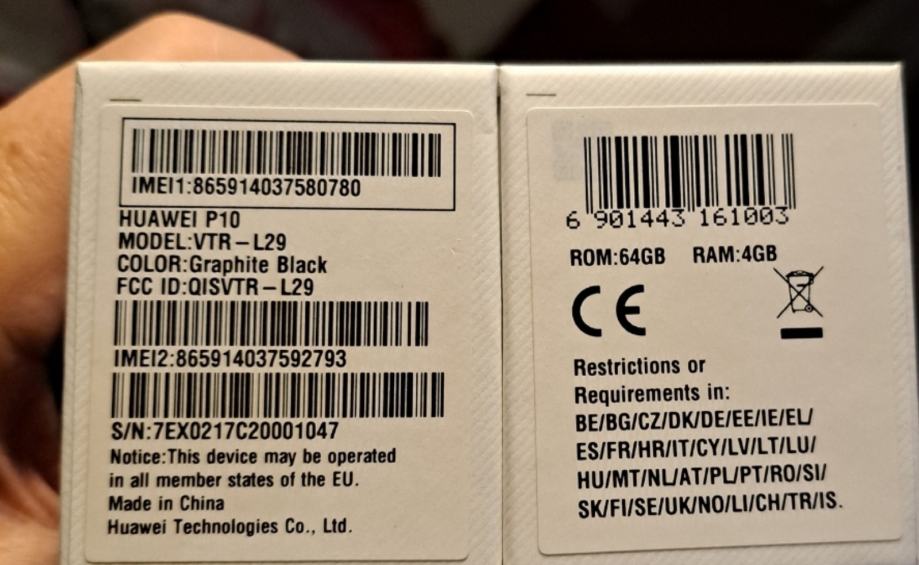 IMEI1:865914037580780
HUAWEI P10
MODEL:VTR-L29
COLOR:Graphite Black
FCC ID:QISVTR-L29
IMEI2:865914037592793
S/N:7EX0217C20001047
Notice:This device may be operated
in all member states of the EU.
Made in China
Huawei Technologies Co., Ltd.
6 901443 161003
ROM:64GB RAM:4GB
CE
Restrictions or
Requirements in:
BE/BG/CZ/DK/DE/EE/IE/EL/
ES/FR/HR/IT/CY/LV/LT/LU/
HU/MT/NL/AT/PL/PT/RO/SI/
SK/FI/SE/UK/NO/LI/CH/TR/IS.